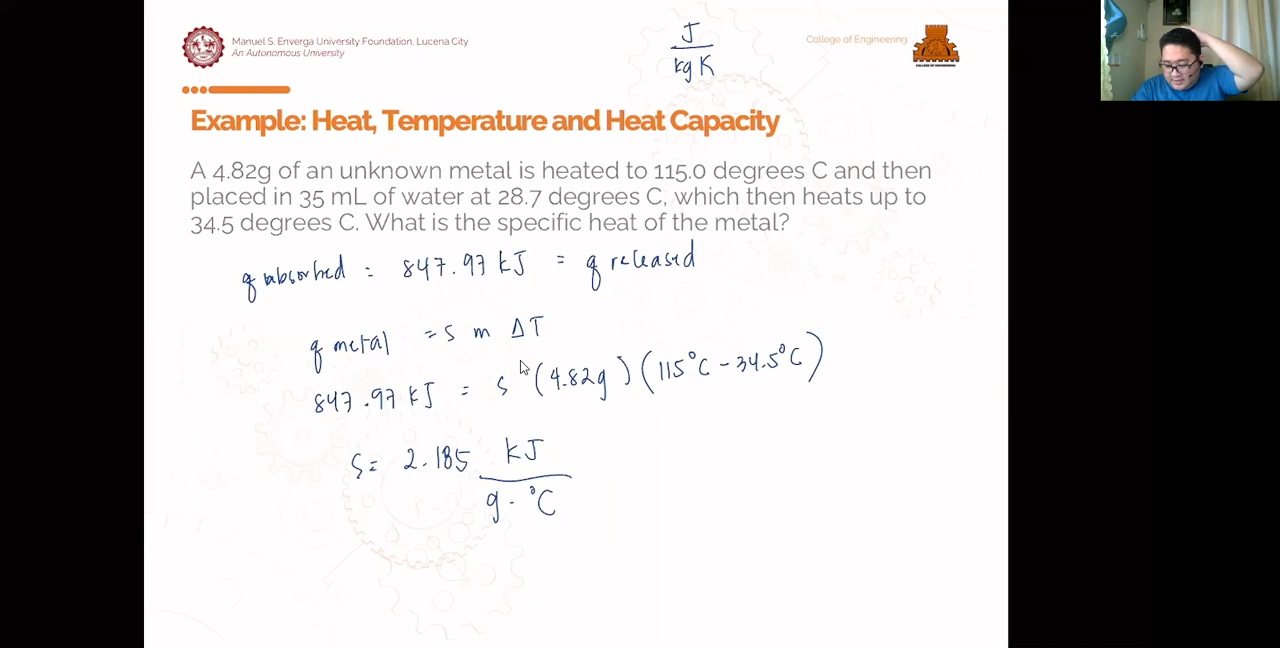 Manuel S. Enverga University Foundation, Lucena City
An Autonomous University
J
kg K
College of Engineering
COLLEGE OF ENGINEERING
Example: Heat, Temperature and Heat Capacity
A 4.82g of an unknown metal is heated to 115.0 degrees C and then
placed in 35 mL of water at 28.7 degrees C, which then heats up to
34.5 degrees C. What is the specific heat of the metal?
q absorbed = 847.97 kJ = q released
q metal = s m ΔT
847.97 kJ = s (4.82g) (115°C - 34.5°C)
s = 2.185 kJ
g · °C